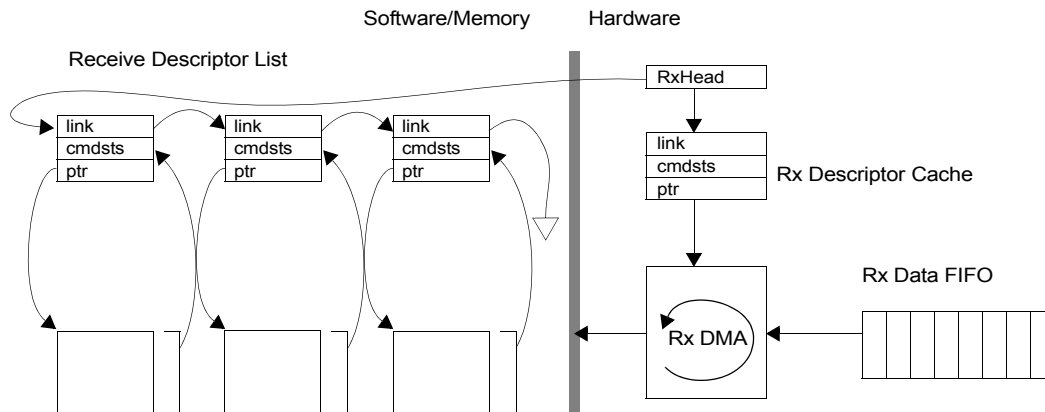 Software/Memory
Hardware
Receive Descriptor List
RxHead
link
cmdsts
ptr
link
cmdsts
ptr
link
cmdsts
ptr
link
cmdsts
ptr
Rx Descriptor Cache
Rx Data FIFO
Rx DMA